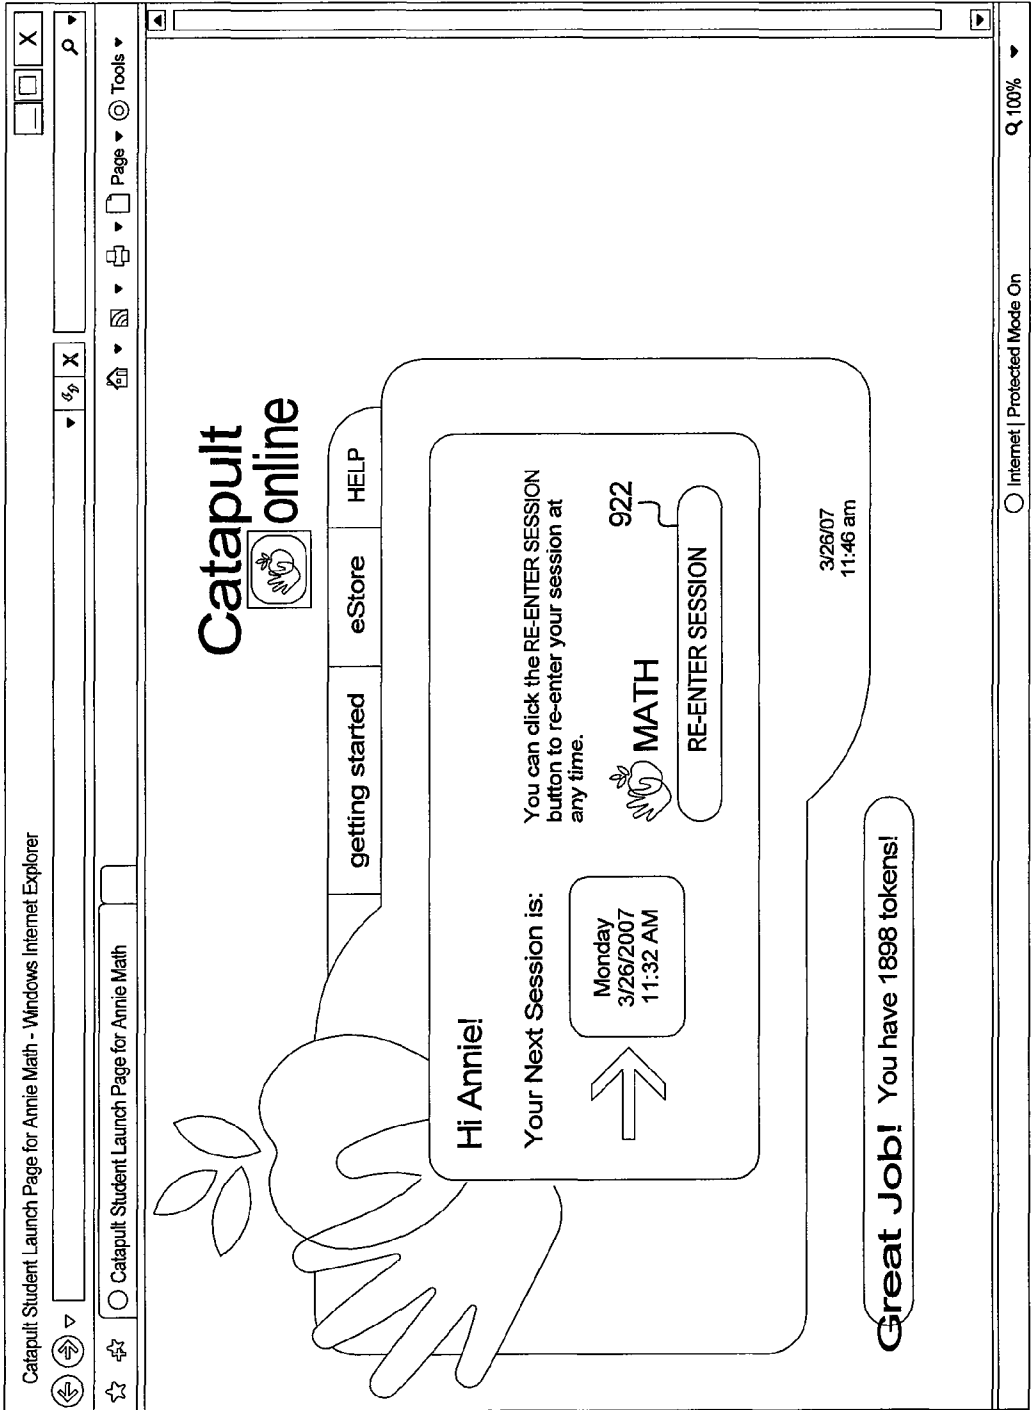 Catapult Student Launch Page for Annie Math - Windows Internet Explorer
X
X
Catapult Student Launch Page for Annie Math
Page
Tools
Catapult
online
getting started
eStore
HELP
Hi Annie!
Your Next Session is:
Monday
3/26/2007
11:32 AM
You can click the RE-ENTER SESSION
button to re-enter your session at
any time.
MATH
922
RE-ENTER SESSION
3/26/07
11:46 am
Great Job! You have 1898 tokens!
Internet | Protected Mode On
100%